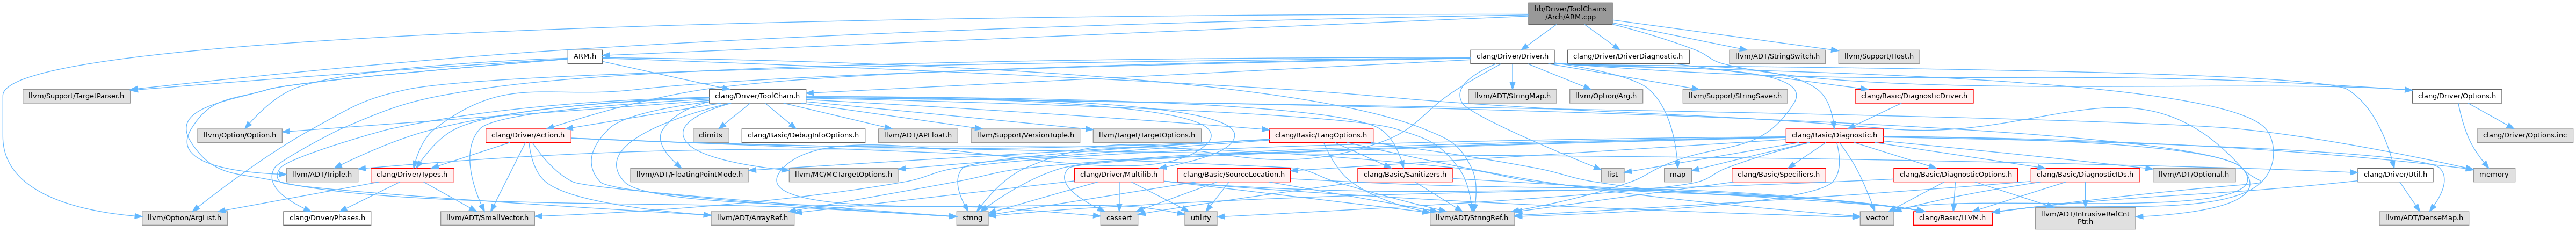 lib/Driver/ToolChains
/Arch/ARM.cpp
ARM.h
clang/Driver/Driver.h
clang/Driver/DriverDiagnostic.h
llvm/ADT/StringSwitch.h
llvm/Support/Host.h
llvm/Support/TargetParser.h
clang/Driver/ToolChain.h
llvm/ADT/StringMap.h
llvm/Option/Arg.h
llvm/Support/StringSaver.h
clang/Basic/DiagnosticDriver.h
clang/Driver/Options.h
llvm/Option/Option.h
clang/Driver/Action.h
climits
clang/Basic/DebugInfoOptions.h
llvm/ADT/APFloat.h
llvm/Support/VersionTuple.h
llvm/Target/TargetOptions.h
clang/Basic/LangOptions.h
clang/Basic/Diagnostic.h
clang/Driver/Options.inc
llvm/ADT/Triple.h
clang/Driver/Types.h
llvm/ADT/FloatingPointMode.h
llvm/MC/MCTargetOptions.h
clang/Driver/Multilib.h
clang/Basic/SourceLocation.h
clang/Basic/Sanitizers.h
list
map
clang/Basic/Specifiers.h
clang/Basic/DiagnosticOptions.h
clang/Basic/DiagnosticIDs.h
llvm/ADT/Optional.h
clang/Driver/Util.h
memory
llvm/Option/ArgList.h
clang/Driver/Phases.h
llvm/ADT/SmallVector.h
llvm/ADT/ArrayRef.h
string
cassert
utility
llvm/ADT/StringRef.h
vector
clang/Basic/LLVM.h
llvm/ADT/IntrusiveRefCnt
Ptr.h
llvm/ADT/DenseMap.h